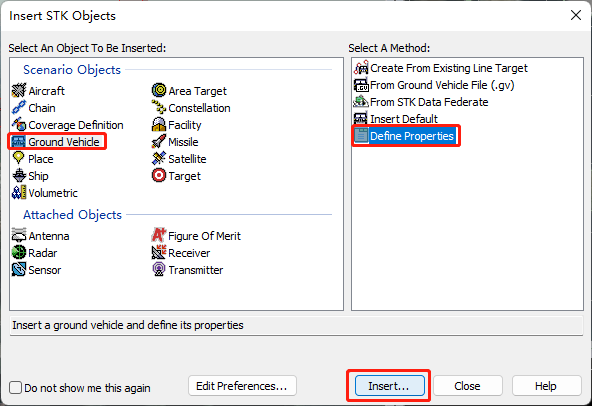 Insert STK Objects
Select An Object To Be Inserted:
Scenario Objects
Aircraft
Area Target
Chain
Constellation
Coverage Definition
Facility
Ground Vehicle
Missile
Place
Satellite
Ship
Target
Volumetric
Attached Objects
Antenna
Figure Of Merit
Radar
Receiver
Sensor
Transmitter
Select A Method:
Create From Existing Line Target
From Ground Vehicle File (.gv)
From STK Data Federate
Insert Default
Define Properties
Insert a ground vehicle and define its properties
Do not show me this again
Edit Preferences...
Insert...
Close
Help